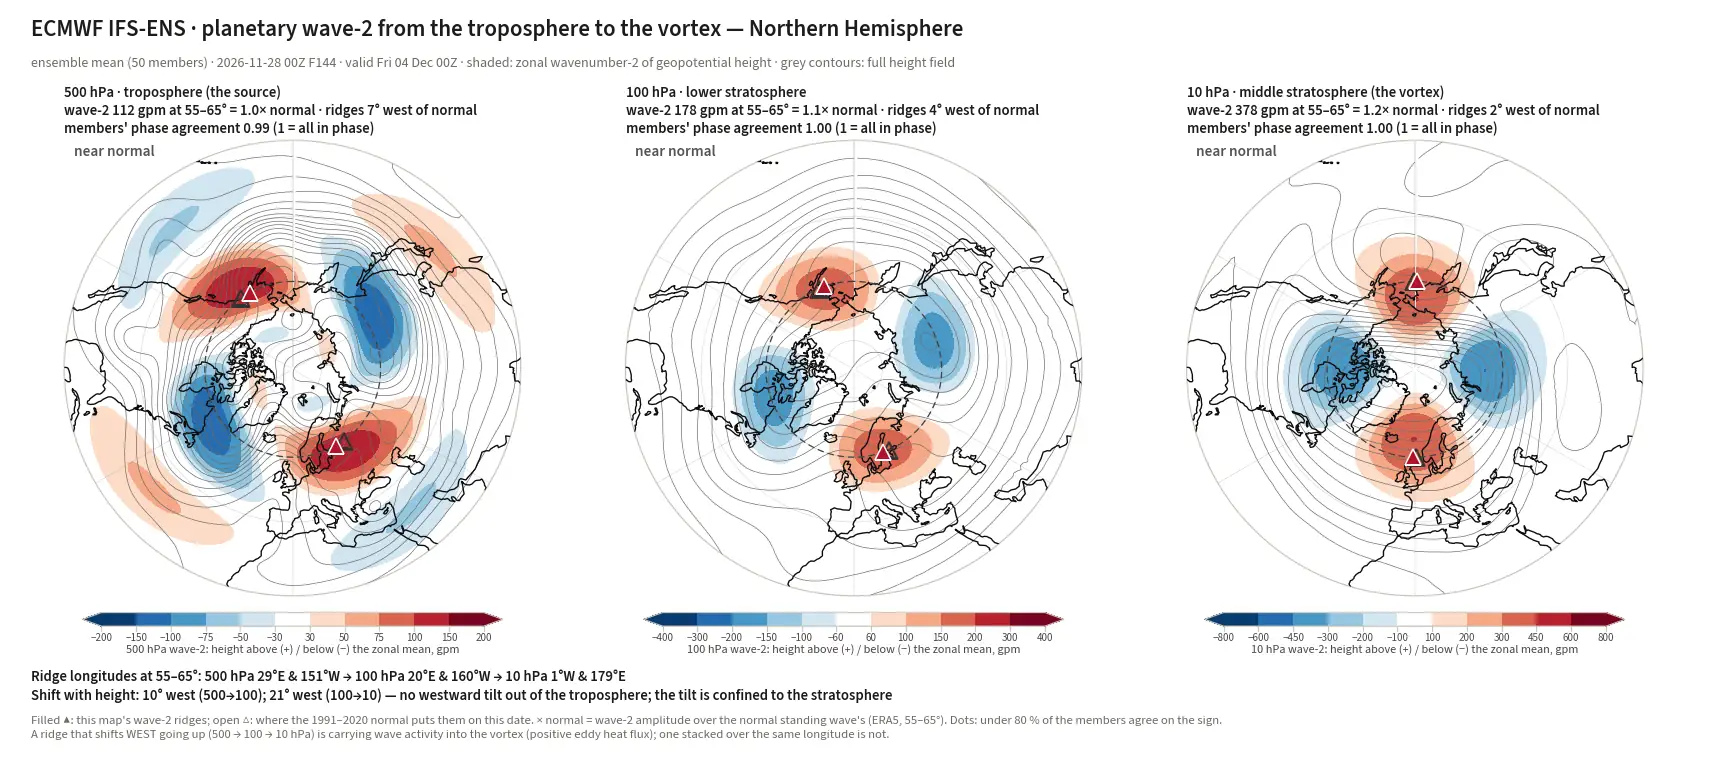 ECMWF IFS-ENS · planetary wave-2 from the troposphere to the vortex — Northern Hemisphere
ensemble mean (50 members) · 2026-11-28 00Z F144 · valid Fri 04 Dec 00Z · shaded: zonal wavenumber-2 of geopotential height · grey contours: full height field
500 hPa · troposphere (the source)
wave-2 112 gpm at 55–65° = 1.0× normal · ridges 7° west of normal
members' phase agreement 0.99 (1 = all in phase)
near normal
100 hPa · lower stratosphere
wave-2 178 gpm at 55–65° = 1.1× normal · ridges 4° west of normal
members' phase agreement 1.00 (1 = all in phase)
near normal
10 hPa · middle stratosphere (the vortex)
wave-2 378 gpm at 55–65° = 1.2× normal · ridges 2° west of normal
members' phase agreement 1.00 (1 = all in phase)
near normal
−200 −150 −100 −75 −50 −30 30 50 75 100 150 200
500 hPa wave-2: height above (+) / below (−) the zonal mean, gpm
−400 −300 −200 −150 −100 −60 60 100 150 200 300 400
100 hPa wave-2: height above (+) / below (−) the zonal mean, gpm
−800 −600 −450 −300 −200 −100 100 200 300 450 600 800
10 hPa wave-2: height above (+) / below (−) the zonal mean, gpm
Ridge longitudes at 55–65°: 500 hPa 29°E & 151°W → 100 hPa 20°E & 160°W → 10 hPa 1°W & 179°E
Shift with height: 10° west (500→100); 21° west (100→10) — no westward tilt out of the troposphere; the tilt is confined to the stratosphere
Filled ▲: this map's wave-2 ridges; open △: where the 1991–2020 normal puts them on this date. × normal = wave-2 amplitude over the normal standing wave's (ERA5, 55–65°). Dots: under 80 % of the members agree on the sign.
A ridge that shifts WEST going up (500 → 100 → 10 hPa) is carrying wave activity into the vortex (positive eddy heat flux); one stacked over the same longitude is not.